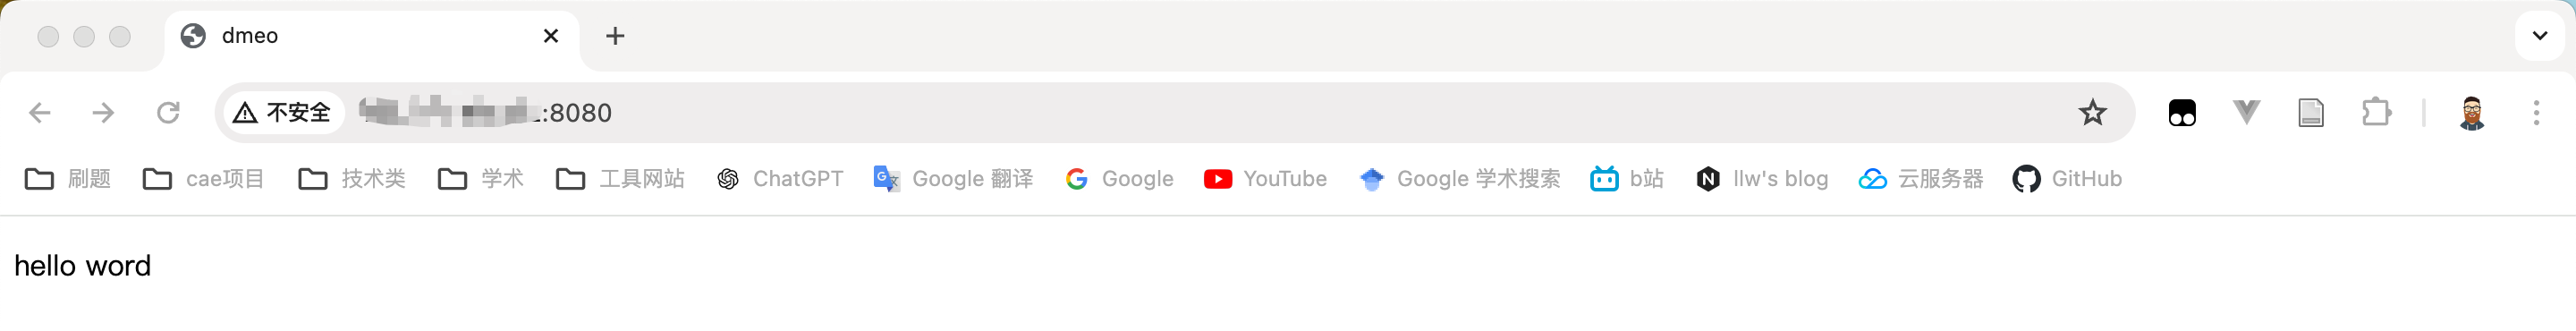 dmeo
不安全 :8080
刷题 cae项目 技术类 学术 工具网站 ChatGPT Google 翻译 Google YouTube Google 学术搜索 b站 llw's blog 云服务器 GitHub
hello word